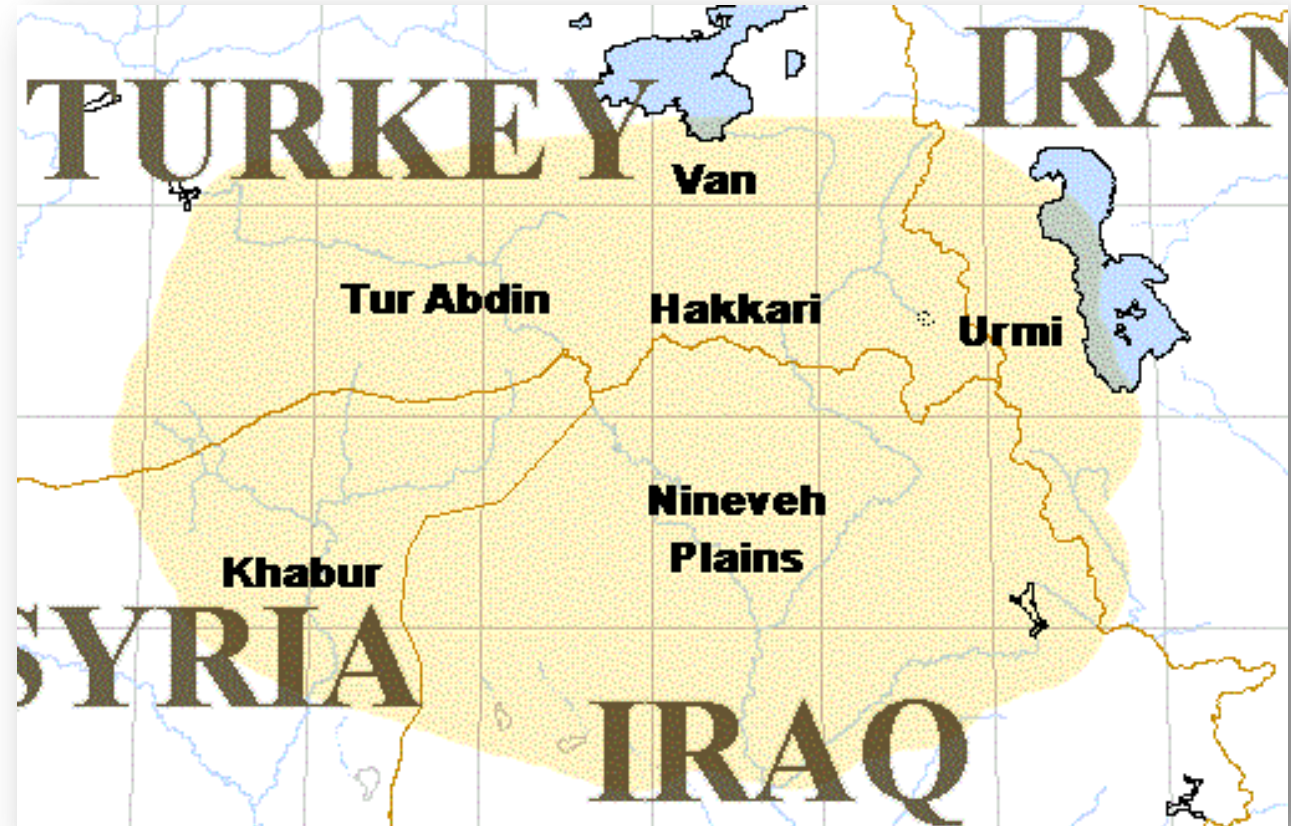 IRAN
TURKEY
Van
Tur Abdin
Hakkari
Urmi
Nineveh
Plains
Khabur
SYRIA
IRAQ